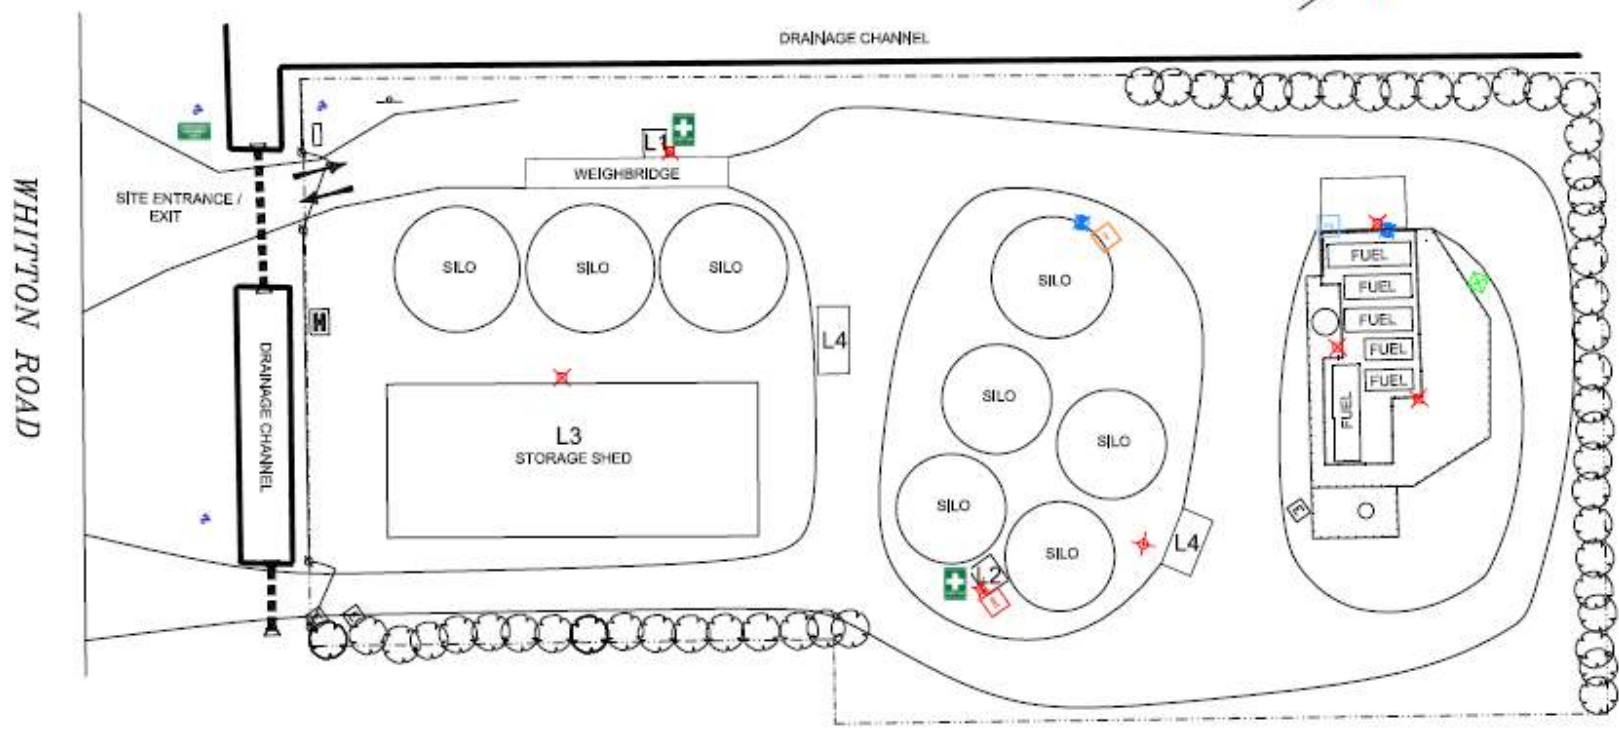 DRAINAGE CHANNEL
L1
WEIGHBRIDGE
SITE ENTRANCE /
EXIT
WHITTON ROAD
DRAINAGE CHANNEL
H
SILO
SILO
SILO
L4
L3
STORAGE SHED
SILO
SILO
SILO
SILO
SILO
L2
L4
FUEL
FUEL
FUEL
FUEL
FUEL
FUEL